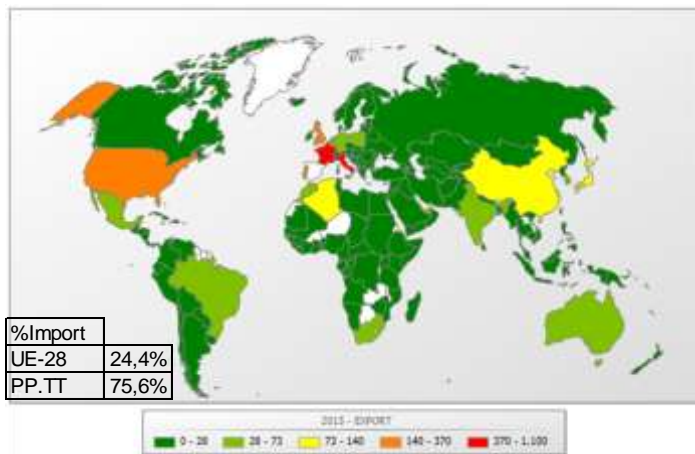 %Import
UE-28 24,4%
PP.TT 75,6%
2015 - EXPORT
0 - 28 28 - 73 73 - 140 140 - 370 370 - 1.100